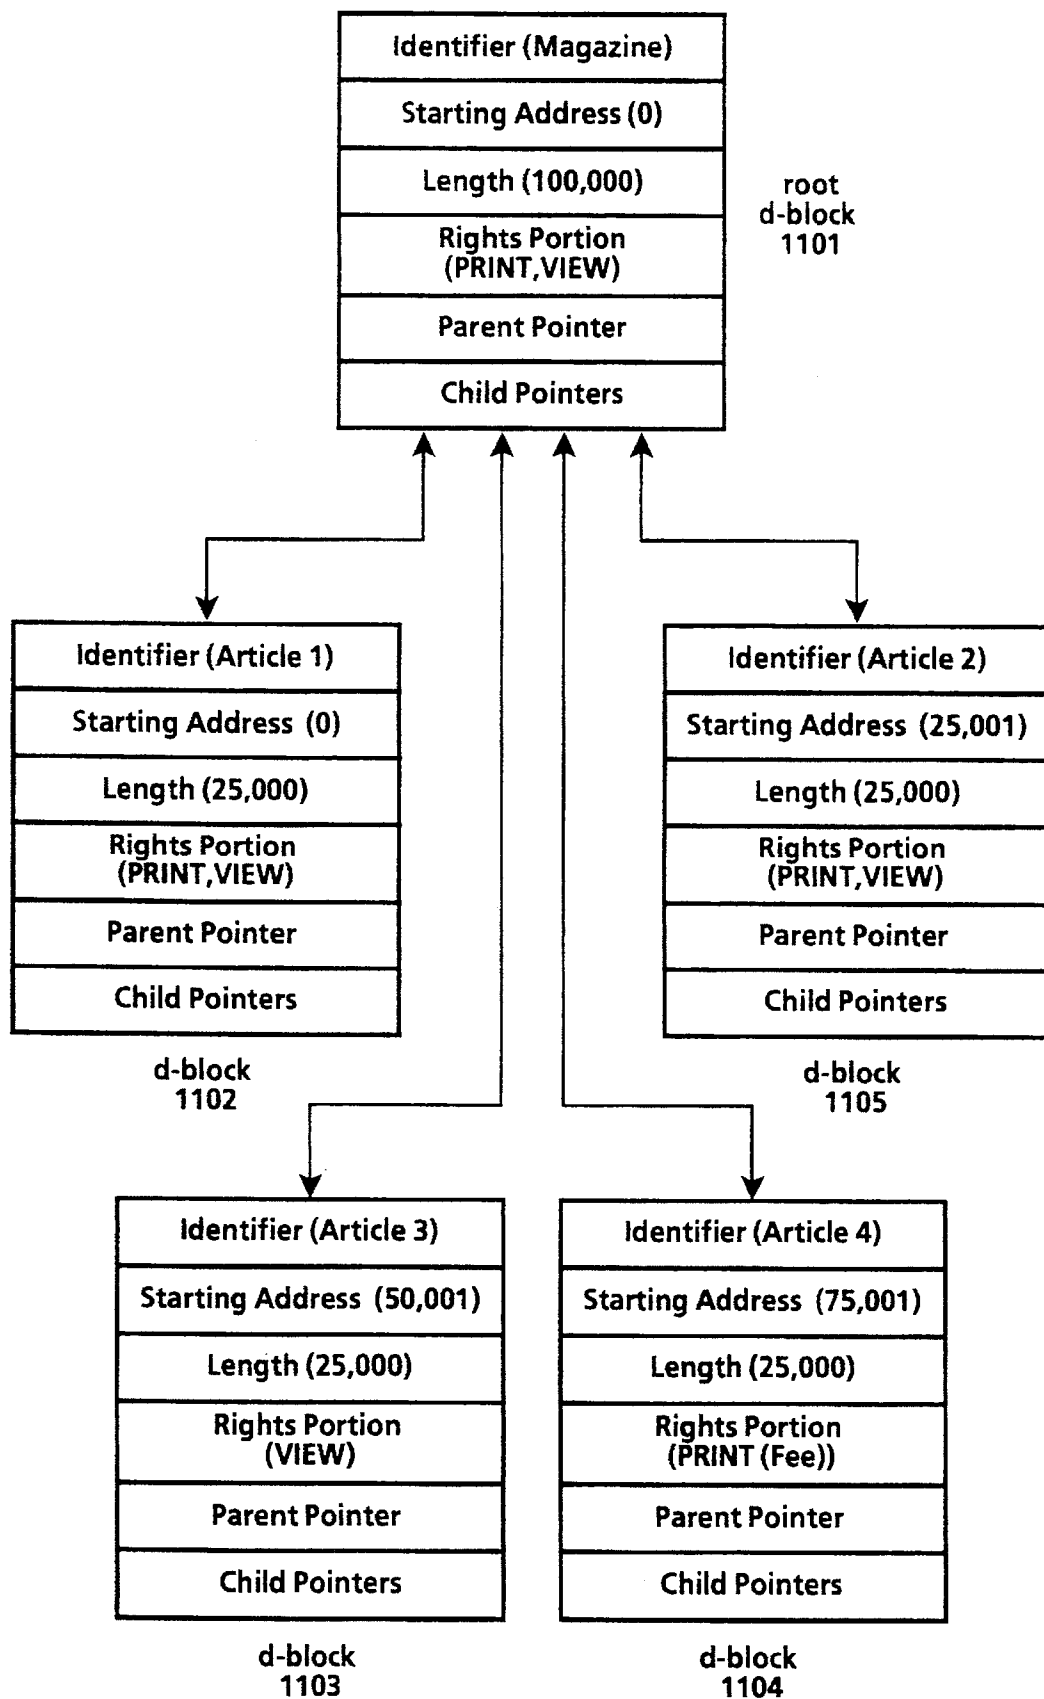 Identifier (Magazine)
Starting Address (0)
Length (100,000)
Rights Portion
(PRINT,VIEW)
Parent Pointer
Child Pointers
root
d-block
1101
Identifier (Article 1)
Starting Address (0)
Length (25,000)
Rights Portion
(PRINT,VIEW)
Parent Pointer
Child Pointers
d-block
1102
Identifier (Article 2)
Starting Address (25,001)
Length (25,000)
Rights Portion
(PRINT,VIEW)
Parent Pointer
Child Pointers
d-block
1105
Identifier (Article 3)
Starting Address (50,001)
Length (25,000)
Rights Portion
(VIEW)
Parent Pointer
Child Pointers
d-block
1103
Identifier (Article 4)
Starting Address (75,001)
Length (25,000)
Rights Portion
(PRINT (Fee))
Parent Pointer
Child Pointers
d-block
1104